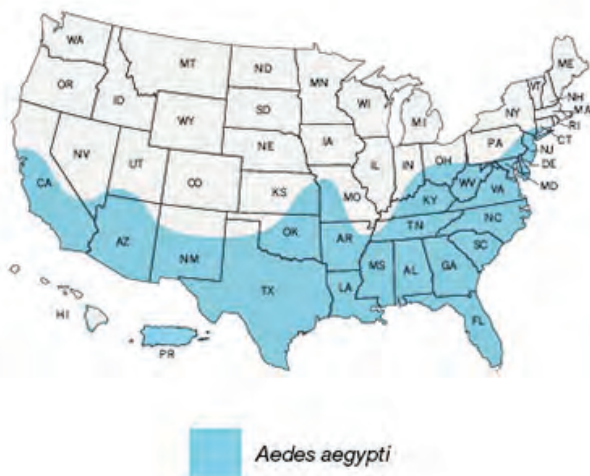 WA
MT
ND
MN
ME
OR
ID
SD
WI
MI
VT
NH
NY
MA
WY
RI
CT
IA
PA
NE
NJ
NV
UT
IL
IN
OH
DE
CO
MD
WV
VA
CA
KS
MO
KY
NC
TN
AZ
NM
OK
AR
SC
MS
AL
GA
TX
LA
FL
HI
PR
Aedes aegypti